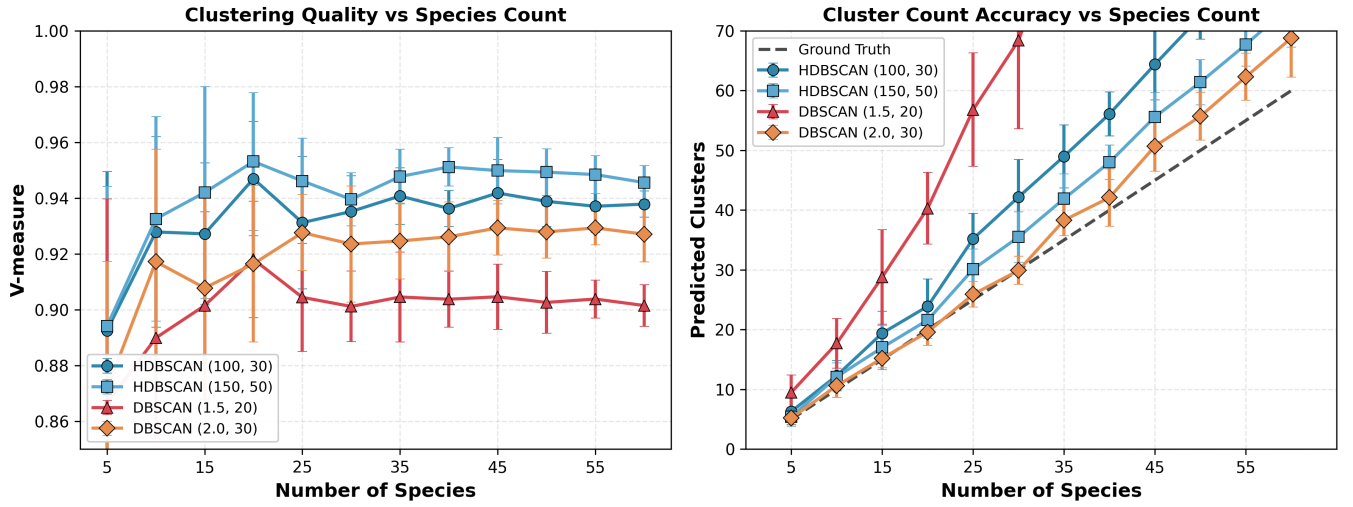 Clustering Quality vs Species Count
V-measure
1.00
0.98
0.96
0.94
0.92
0.90
0.88
0.86
HDBSCAN (100, 30)
HDBSCAN (150, 50)
DBSCAN (1.5, 20)
DBSCAN (2.0, 30)
5
15
25
35
45
55
Number of Species
Cluster Count Accuracy vs Species Count
Predicted Clusters
70
60
50
40
30
20
10
0
Ground Truth
HDBSCAN (100, 30)
HDBSCAN (150, 50)
DBSCAN (1.5, 20)
DBSCAN (2.0, 30)
5
15
25
35
45
55
Number of Species